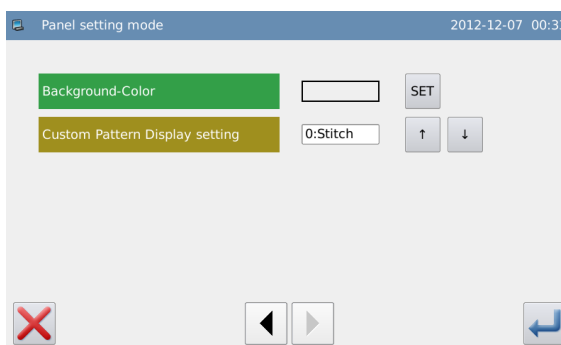 Panel setting mode 2012-12-07 00:3
Background-Color SET
Custom Pattern Display setting 0:Stitch ↑ ↓